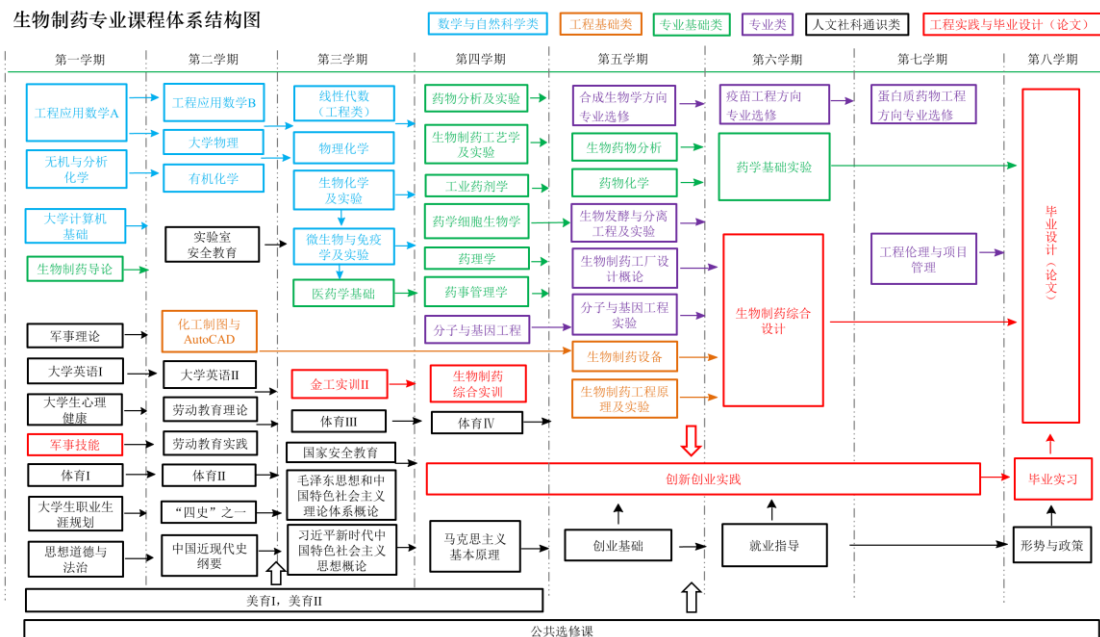 生物制药专业课程体系结构图
数学与自然科学类
工程基础类
专业基础类
专业类
人文社科通识类
工程实践与毕业设计（论文）
第一学期
第二学期
第三学期
第四学期
第五学期
第六学期
第七学期
第八学期
工程应用数学A
无机与分析
化学
大学计算机
基础
生物制药导论
军事理论
大学英语I
大学生心理
健康
军事技能
体育I
大学生职业生
涯规划
思想道德与
法治
工程应用数学B
大学物理
有机化学
实验室
安全教育
化工制图与
AutoCAD
大学英语II
劳动教育理论
劳动教育实践
体育II
“四史”之一
中国近现代史
纲要
线性代数
（工程类）
物理化学
生物化学
及实验
微生物与免疫
学及实验
医药学基础
金工实训II
体育III
国家安全教育
毛泽东思想和中
国特色社会主义
理论体系概论
习近平新时代中
国特色社会主义
思想概论
药物分析及实验
生物制药工艺学
及实验
工业药剂学
药学细胞生物学
药理学
药事管理学
分子与基因工程
生物制药
综合实训
体育Ⅳ
马克思主义
基本原理
合成生物学方向
专业选修
生物药物分析
药物化学
生物发酵与分离
工程及实验
生物制药工厂设
计概论
分子与基因工程
实验
生物制药设备
生物制药工程原
理及实验
创业基础
疫苗工程方向
专业选修
药学基础实验
生物制药综合
设计
就业指导
蛋白质药物工程
方向专业选修
工程伦理与项目
管理
创新创业实践
毕业设计（论文）
毕业实习
形势与政策
美育I，美育II
公共选修课